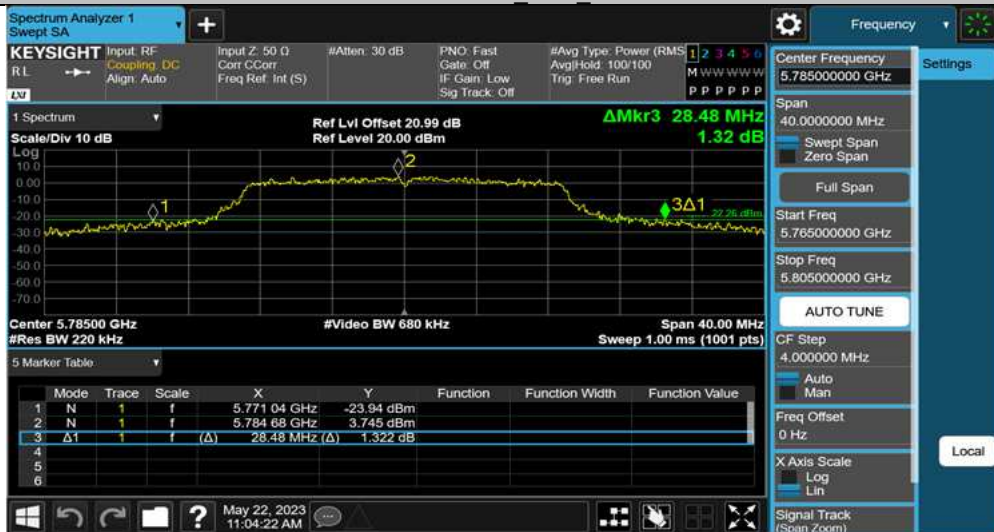 Spectrum Analyzer 1
Swept SA
+
Frequency
KEYSIGHT
RL
LXI
Input: RF
Coupling: DC
Align: Auto
Input Z: 50 Ω
Corr CCorr
Freq Ref: Int (S)
#Atten: 30 dB
PNO: Fast
Gate: Off
IF Gain: Low
Sig Track: Off
#Avg Type: Power (RMS
Avg|Hold: 100/100
Trig: Free Run
1 2 3 4 5 6
M W W W W W
P P P P P P
1 Spectrum
Scale/Div 10 dB
Ref Lvl Offset 20.99 dB
Ref Level 20.00 dBm
ΔMkr3 28.48 MHz
1.32 dB
Log
10.0
0.00
-10.0
-20.0
-30.0
-40.0
-50.0
-60.0
-70.0
1
2
3Δ1
-22.26 dBm
Center 5.78500 GHz
#Res BW 220 kHz
#Video BW 680 kHz
Span 40.00 MHz
Sweep 1.00 ms (1001 pts)
5 Marker Table
Mode Trace Scale X Y Function Function Width Function Value
1 N 1 f 5.771 04 GHz -23.94 dBm
2 N 1 f 5.784 68 GHz 3.745 dBm
3 Δ1 1 f (Δ) 28.48 MHz (Δ) 1.322 dB
4
5
6
?
May 22, 2023
11:04:22 AM
Center Frequency
5.785000000 GHz
Span
40.0000000 MHz
Swept Span
Zero Span
Full Span
Start Freq
5.765000000 GHz
Stop Freq
5.805000000 GHz
AUTO TUNE
CF Step
4.000000 MHz
Auto
Man
Freq Offset
0 Hz
X Axis Scale
Log
Lin
Signal Track
(Span Zoom)
Settings
Local